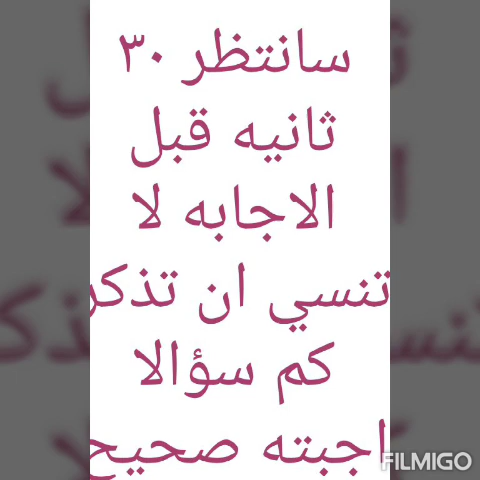 سانتظر ٣٠
ثانيه قبل
الاجابه لا
تنسي ان تذكر
كم سؤالا
اجبته صحيح
FILMIGO